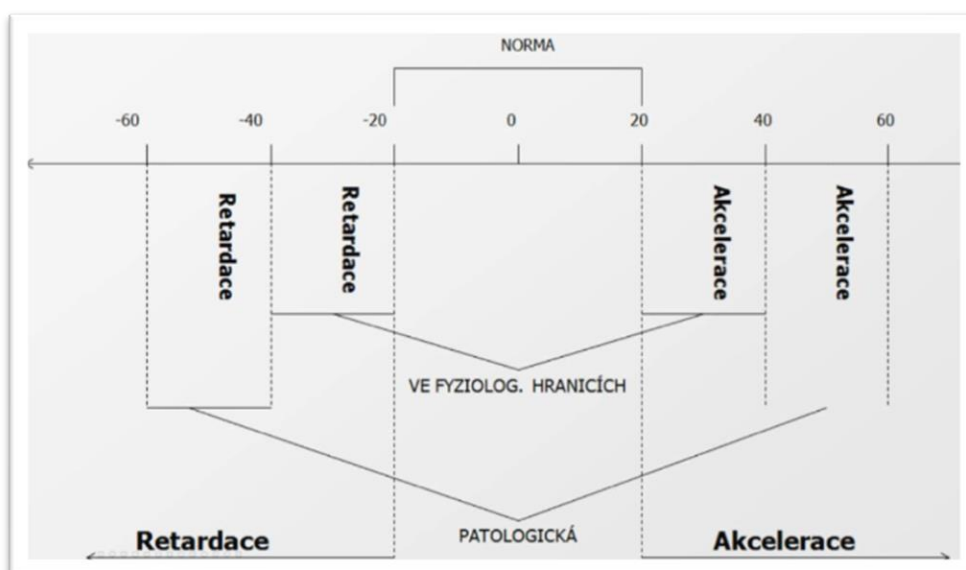 NORMA
-60 -40 -20 0 20 40 60
Retardace
Retardace
Akcelerace
Akcelerace
VE FYZIOLOG. HRANICÍCH
PATOLOGICKÁ
Retardace
Akcelerace